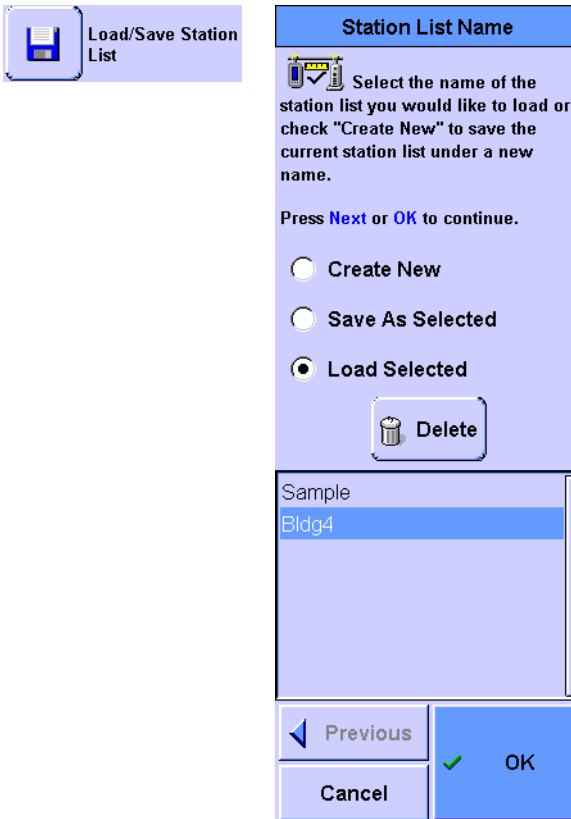 Load/Save Station
List
Station List Name
Select the name of the
station list you would like to load or
check "Create New" to save the
current station list under a new
name.
Press Next or OK to continue.
Create New
Save As Selected
Load Selected
Delete
Sample
Bldg4
Previous
OK
Cancel